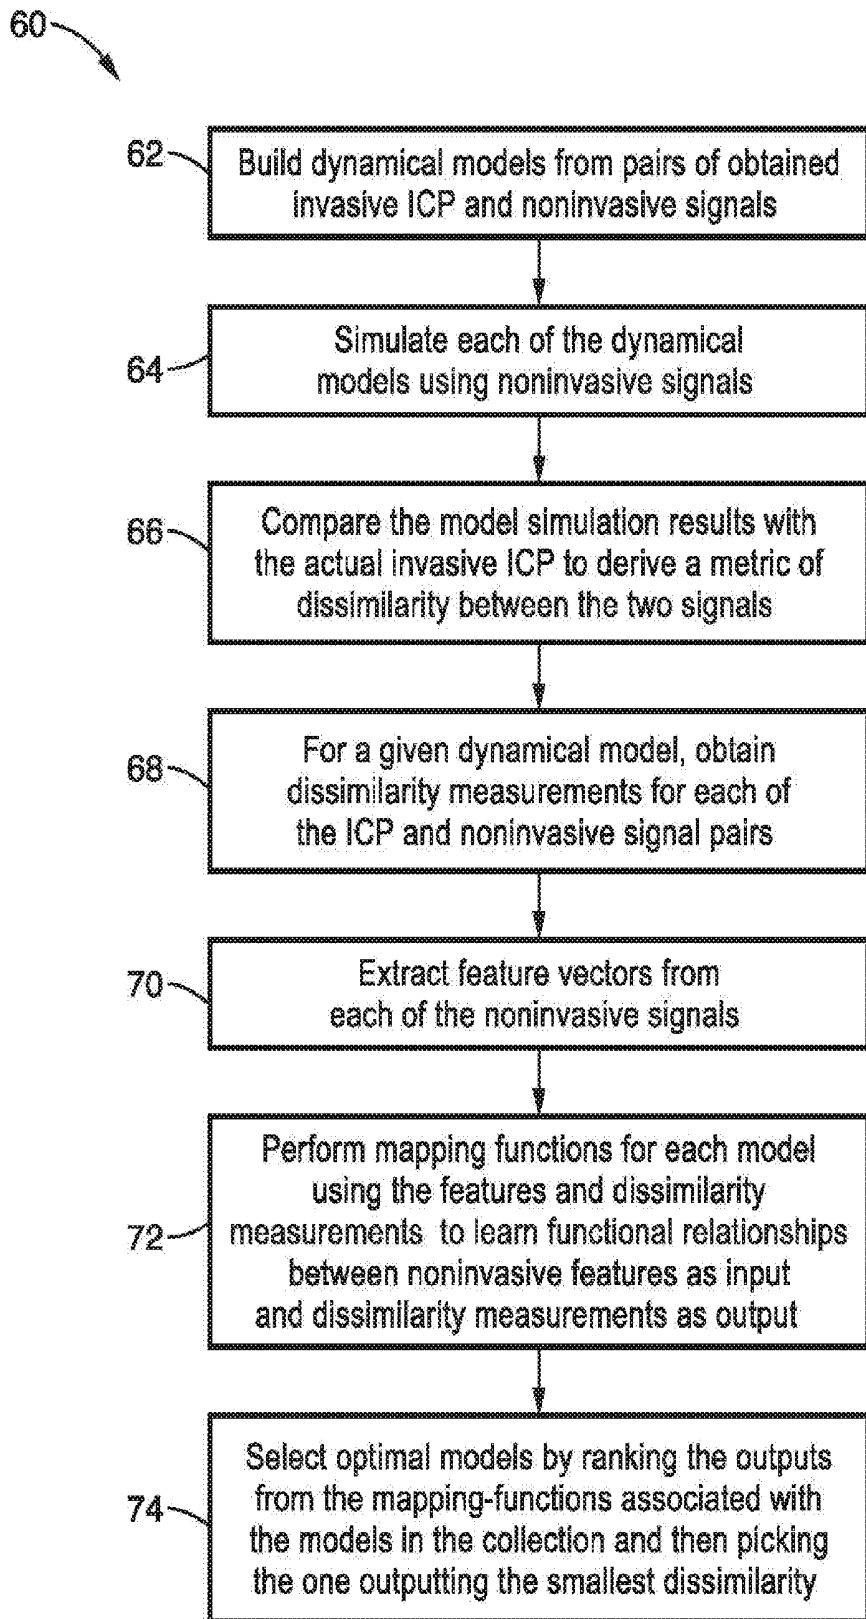 60
62
Build dynamical models from pairs of obtained
invasive ICP and noninvasive signals
64
Simulate each of the dynamical
models using noninvasive signals
66
Compare the model simulation results with
the actual invasive ICP to derive a metric of
dissimilarity between the two signals
68
For a given dynamical model, obtain
dissimilarity measurements for each of
the ICP and noninvasive signal pairs
70
Extract feature vectors from
each of the noninvasive signals
72
Perform mapping functions for each model
using the features and dissimilarity
measurements to learn functional relationships
between noninvasive features as input
and dissimilarity measurements as output
74
Select optimal models by ranking the outputs
from the mapping-functions associated with
the models in the collection and then picking
the one outputting the smallest dissimilarity